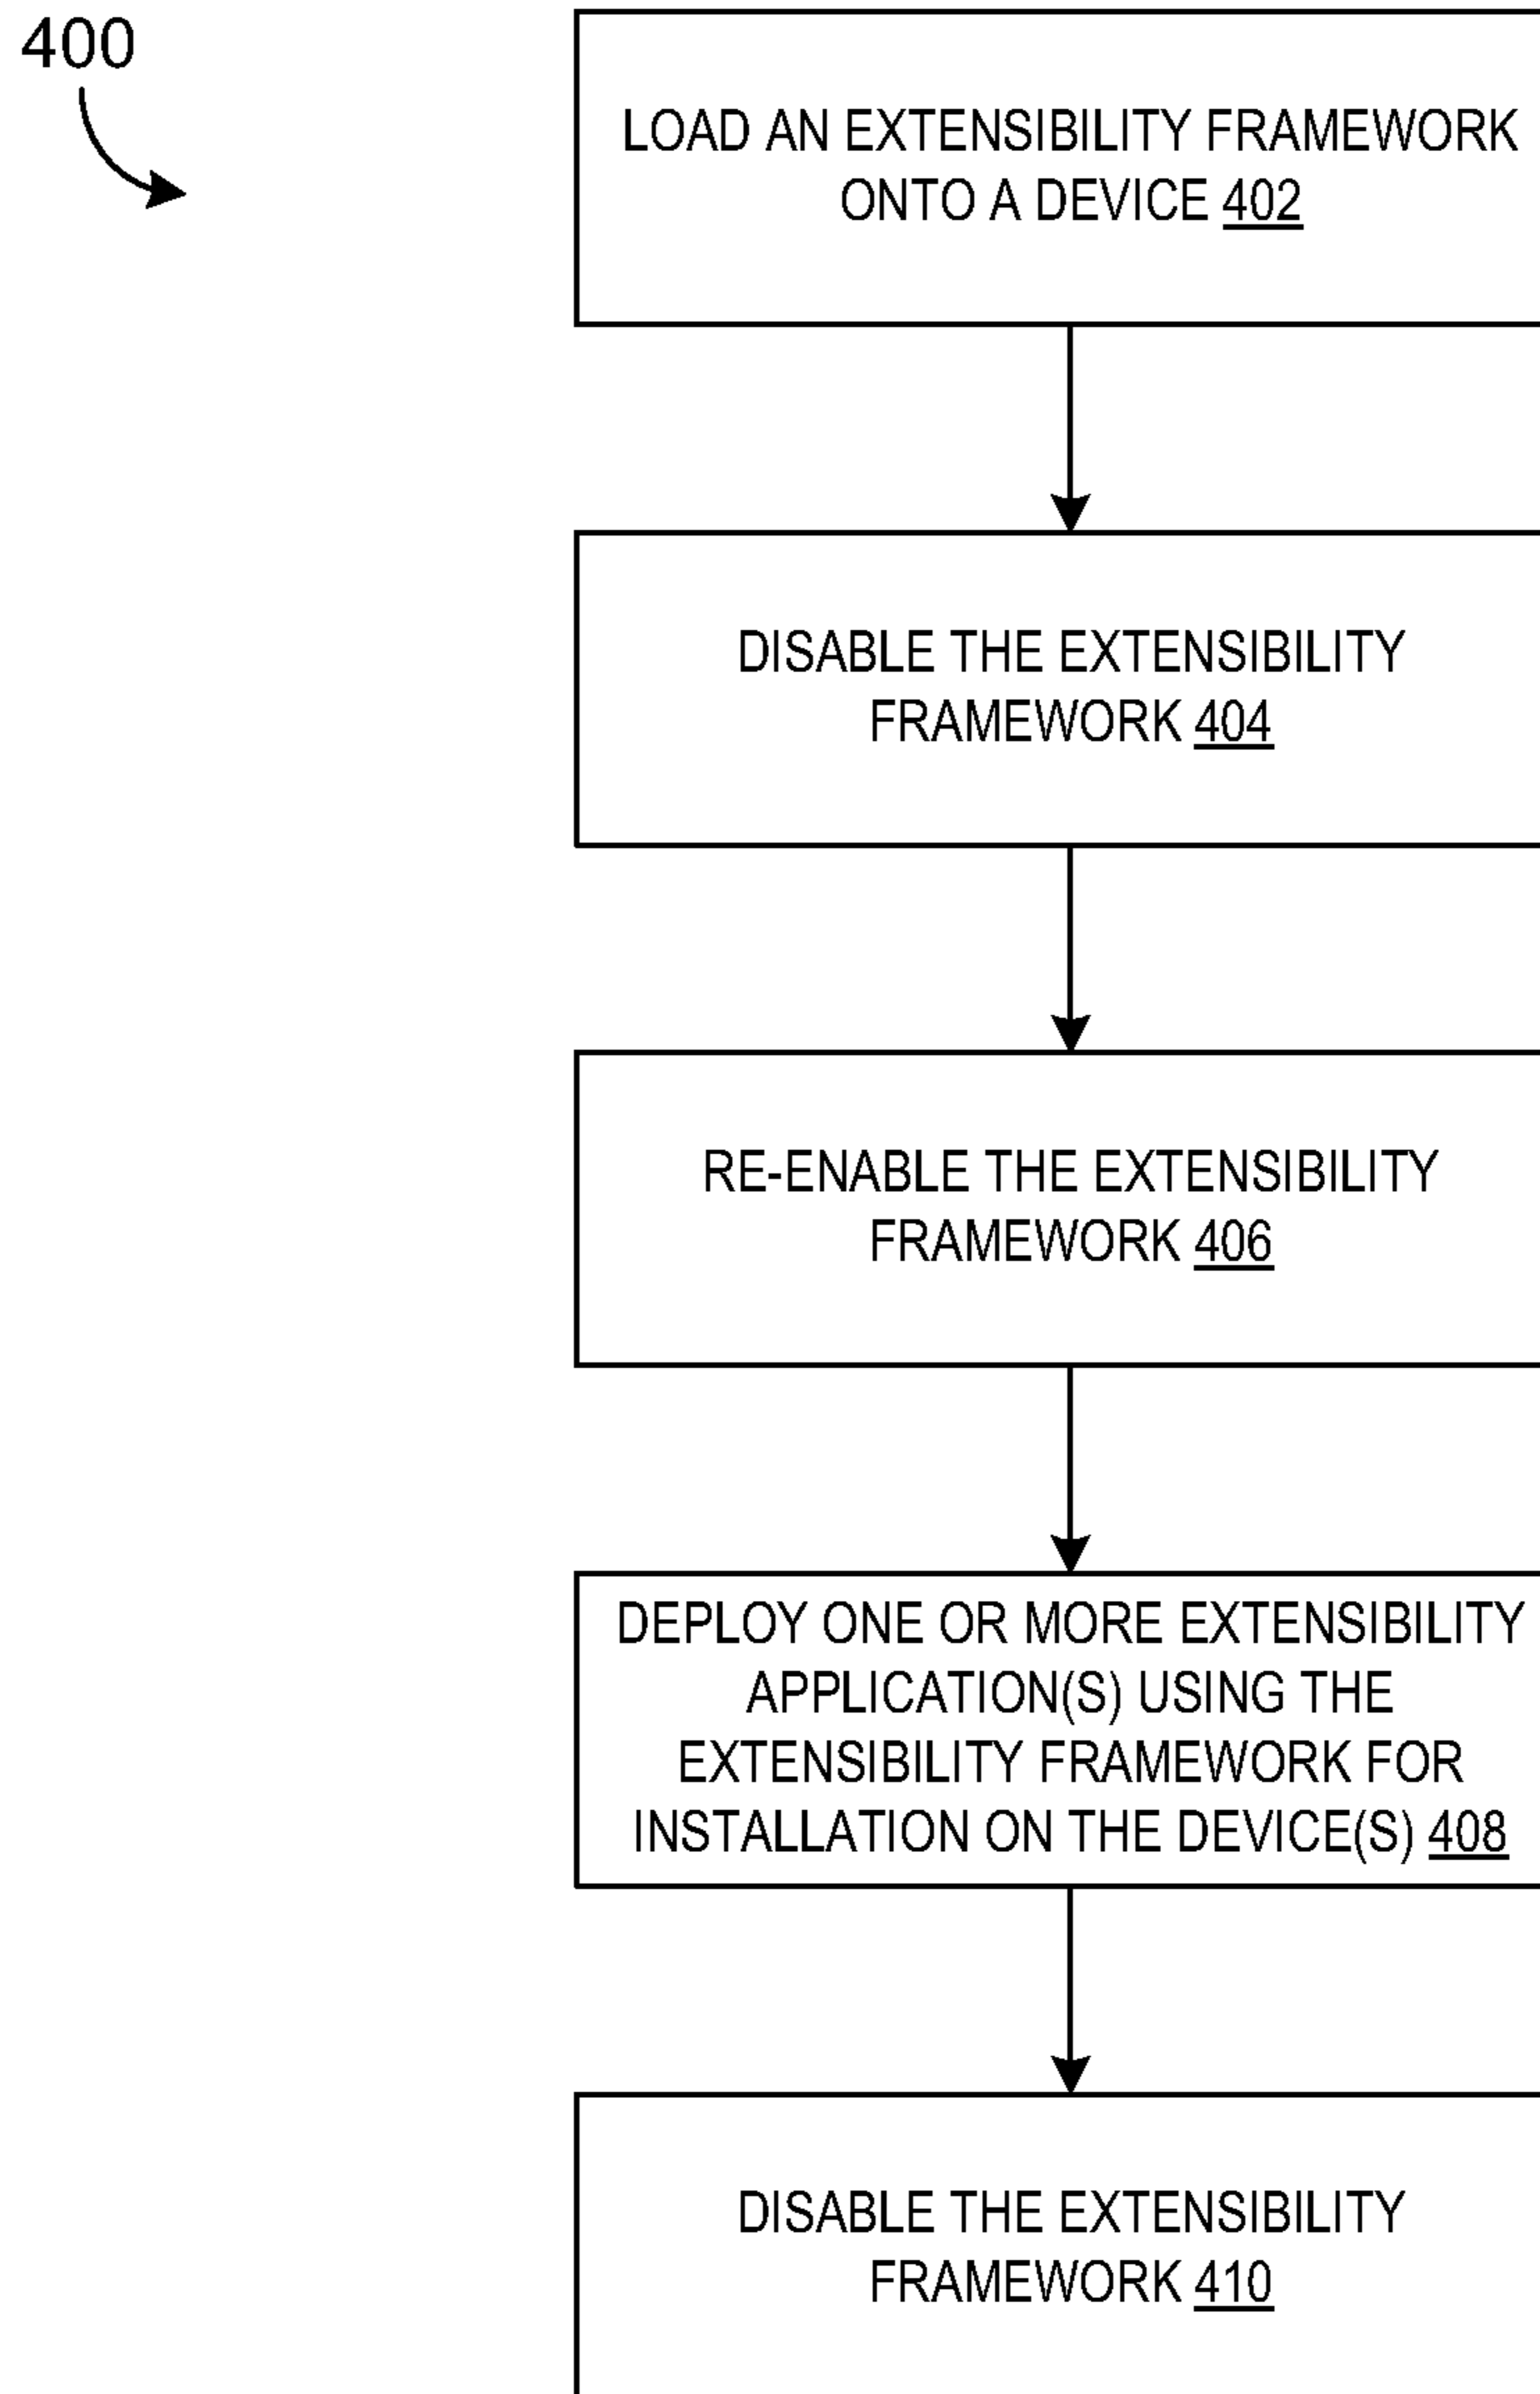 400
LOAD AN EXTENSIBILITY FRAMEWORK
ONTO A DEVICE 402
DISABLE THE EXTENSIBILITY
FRAMEWORK 404
RE-ENABLE THE EXTENSIBILITY
FRAMEWORK 406
DEPLOY ONE OR MORE EXTENSIBILITY
APPLICATION(S) USING THE
EXTENSIBILITY FRAMEWORK FOR
INSTALLATION ON THE DEVICE(S) 408
DISABLE THE EXTENSIBILITY
FRAMEWORK 410